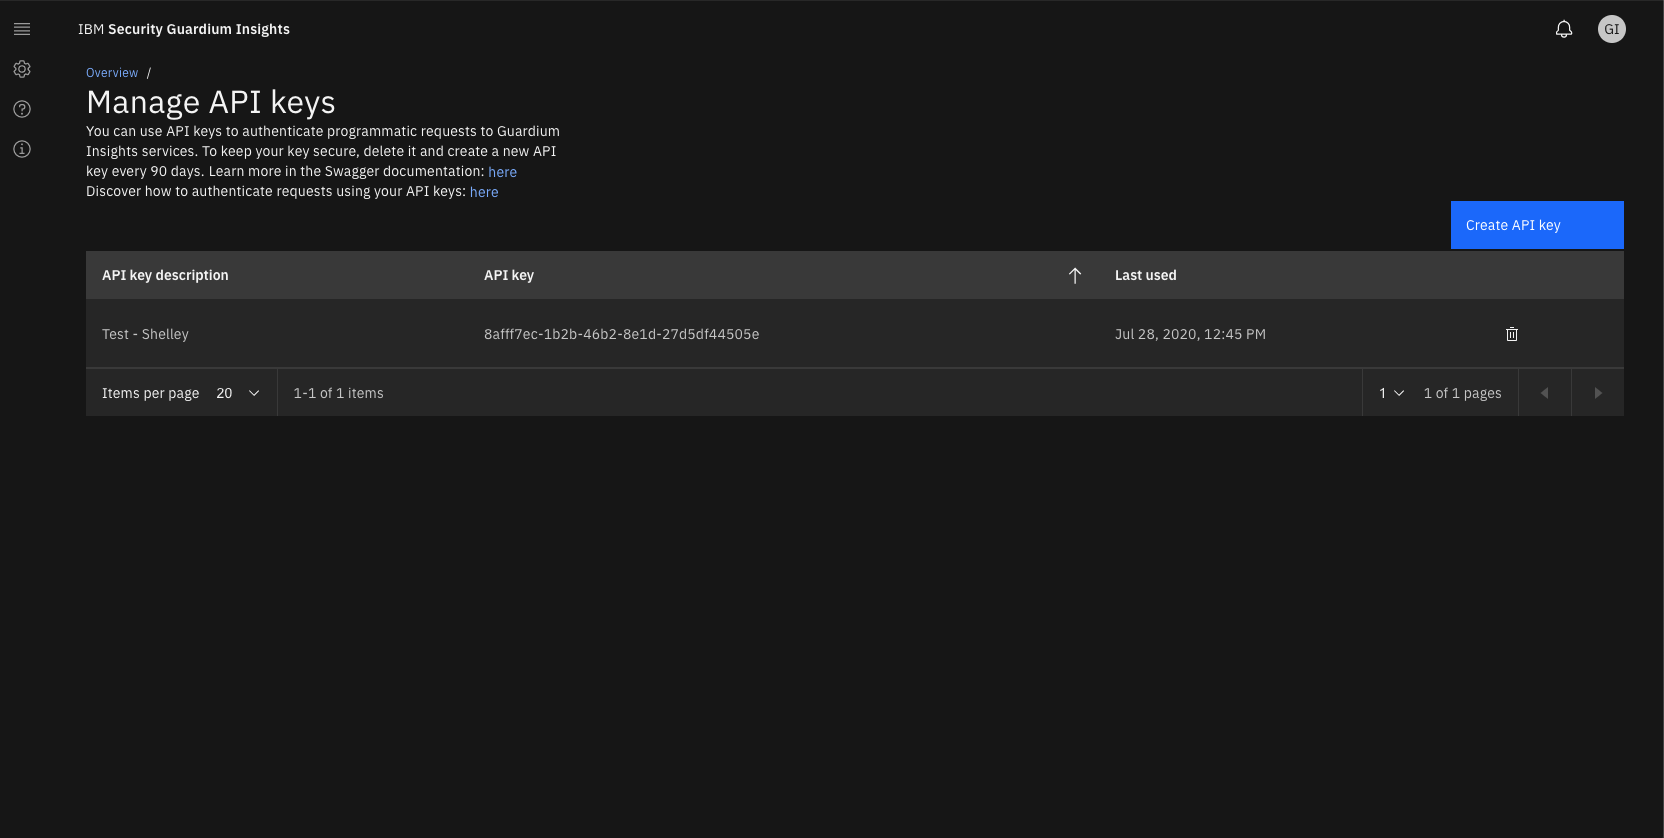 IBM Security Guardium Insights
GI
Overview /
Manage API keys
You can use API keys to authenticate programmatic requests to Guardium
Insights services. To keep your key secure, delete it and create a new API
key every 90 days. Learn more in the Swagger documentation: here
Discover how to authenticate requests using your API keys: here
Create API key
API key description API key Last used
Test - Shelley 8afff7ec-1b2b-46b2-8e1d-27d5df44505e Jul 28, 2020, 12:45 PM
Items per page 20 1-1 of 1 items 1 1 of 1 pages